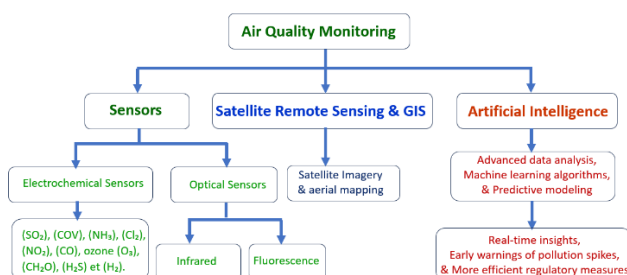 Air Quality Monitoring
Sensors
Satellite Remote Sensing & GIS
Artificial Intelligence
Electrochemical Sensors
Optical Sensors
Satellite Imagery
& aerial mapping
Advanced data analysis,
Machine learning algorithms,
& Predictive modeling
(SO₂), (COV), (NH₃), (Cl₂),
(NO₂), (CO), ozone (O₃),
(CH₂O), (H₂S) et (H₂).
Infrared
Fluorescence
Real-time insights,
Early warnings of pollution spikes,
& More efficient regulatory measures